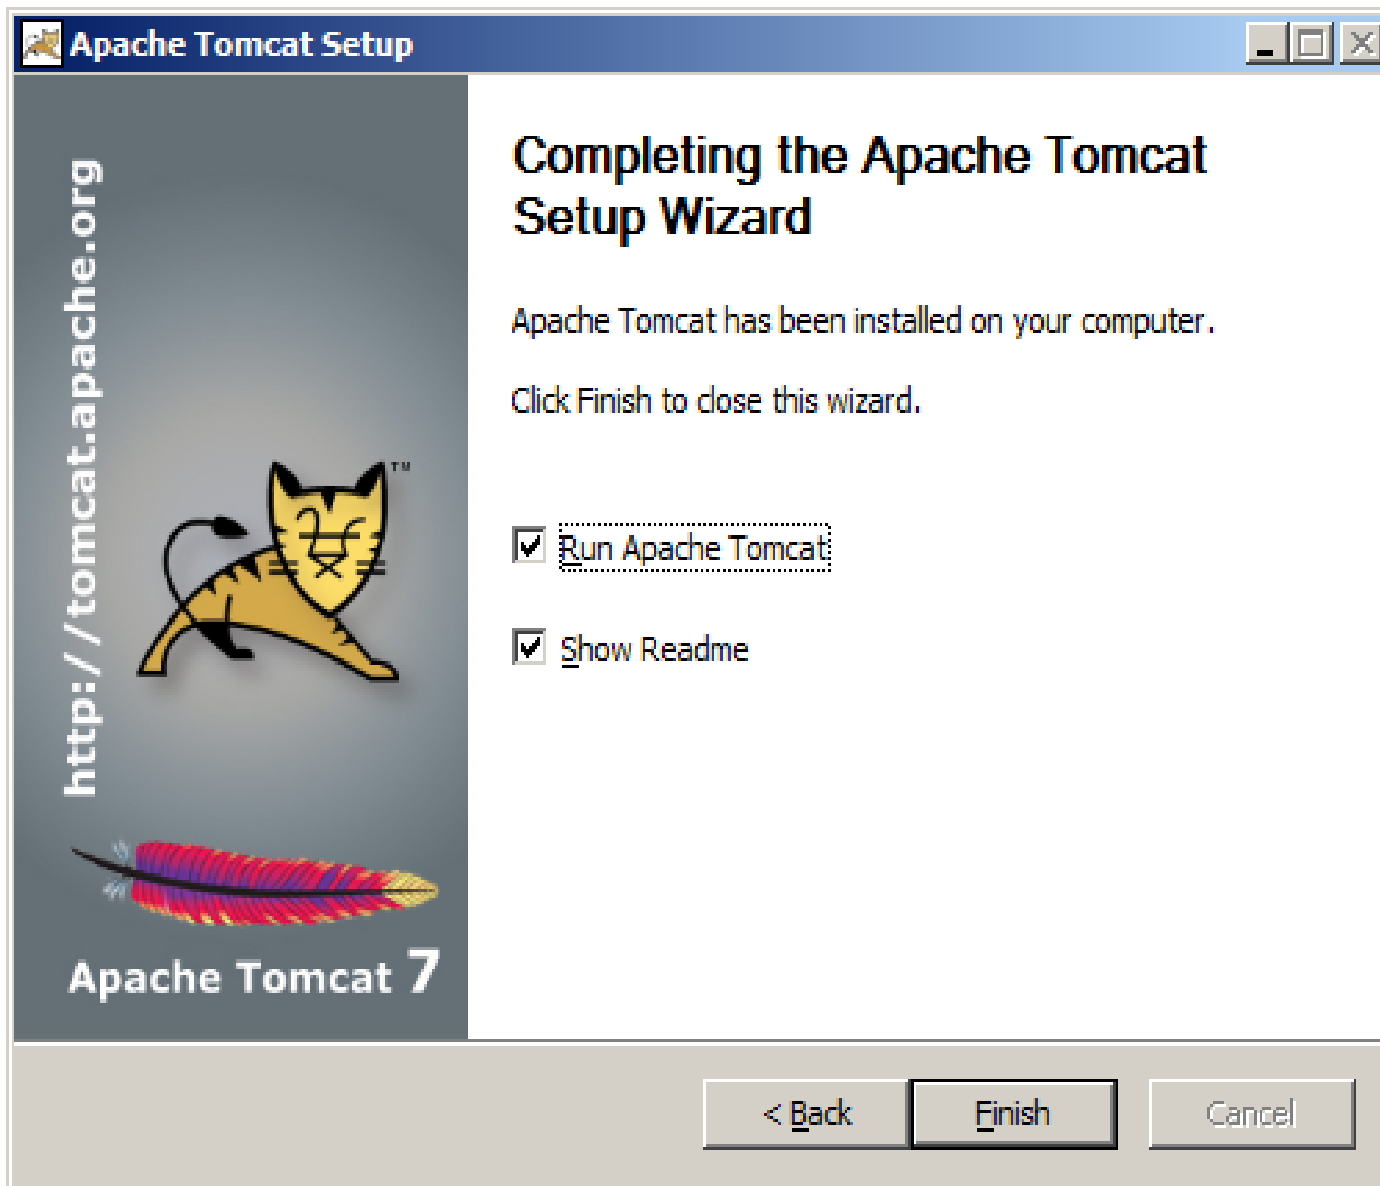 Apache Tomcat Setup
http://tomcat.apache.org
TM
Apache Tomcat 7
Completing the Apache Tomcat
Setup Wizard
Apache Tomcat has been installed on your computer.
Click Finish to close this wizard.
Run Apache Tomcat
Show Readme
< Back
Finish
Cancel